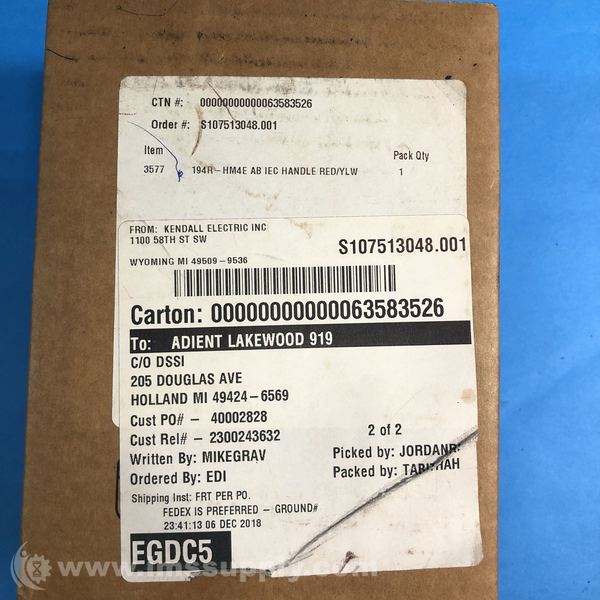 CTN #: 00000000000063583526
Order #: S107513048.001
Item Pack Qty
3577 194R-HM4E AB IEC HANDLE RED/YLW 1
FROM: KENDALL ELECTRIC INC
1100 58TH ST SW
S107513048.001
WYOMING MI 49509-9536
Carton: 00000000000063583526
To: ADIENT LAKEWOOD 919
C/O DSSI
205 DOUGLAS AVE
HOLLAND MI 49424-6569
Cust PO# - 40002828
Cust Rel# - 2300243632
2 of 2
Written By: MIKEGRAV
Picked by:
Ordered By: EDI
Packed by:
Shipping Inst: FRT PER PO.
FEDEX IS PREFERRED - GROUND#
23:41:13 06 DEC 2018
EGDC5
www.imssupply.com